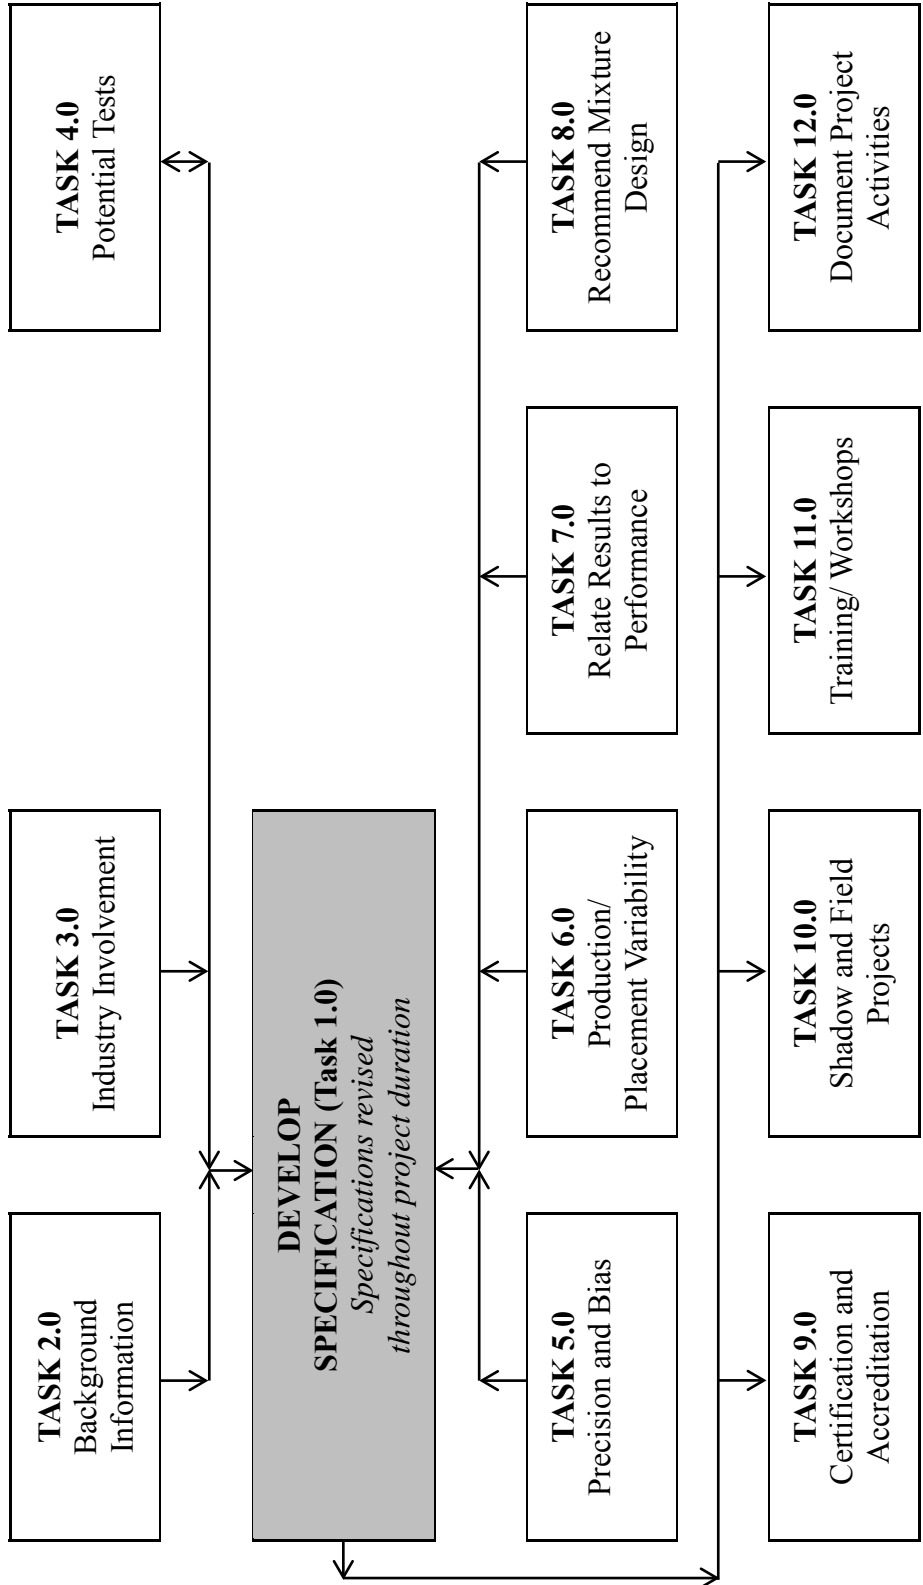 TASK 2.0
Background
Information
TASK 3.0
Industry Involvement
TASK 4.0
Potential Tests
DEVELOP
SPECIFICATION (Task 1.0)
Specifications revised
throughout project duration
TASK 5.0
Precision and Bias
TASK 6.0
Production/
Placement Variability
TASK 7.0
Relate Results to
Performance
TASK 8.0
Recommend Mixture
Design
TASK 9.0
Certification and
Accreditation
TASK 10.0
Shadow and Field
Projects
TASK 11.0
Training/ Workshops
TASK 12.0
Document Project
Activities